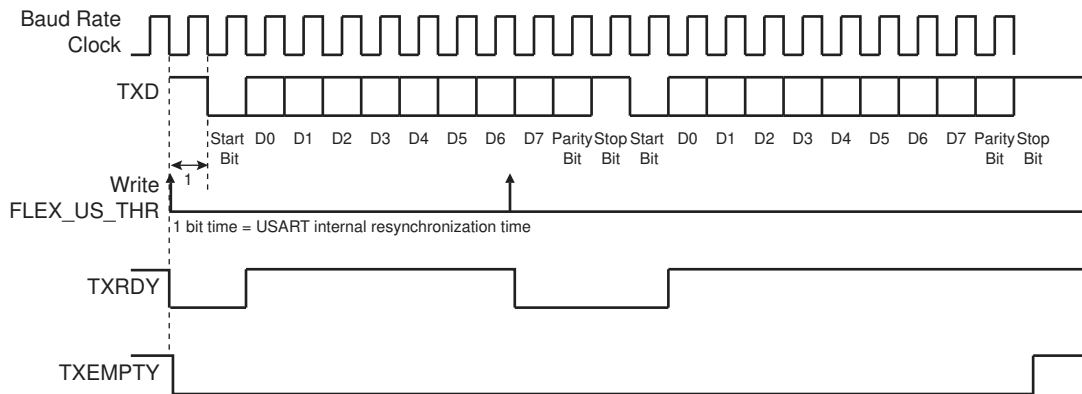 Baud Rate
Clock
TXD
Start D0 D1 D2 D3 D4 D5 D6 D7 Parity Stop Start D0 D1 D2 D3 D4 D5 D6 D7 Parity Stop
Bit Bit Bit Bit Bit Bit
1
Write
FLEX_US_THR
1 bit time = USART internal resynchronization time
TXRDY
TXEMPTY